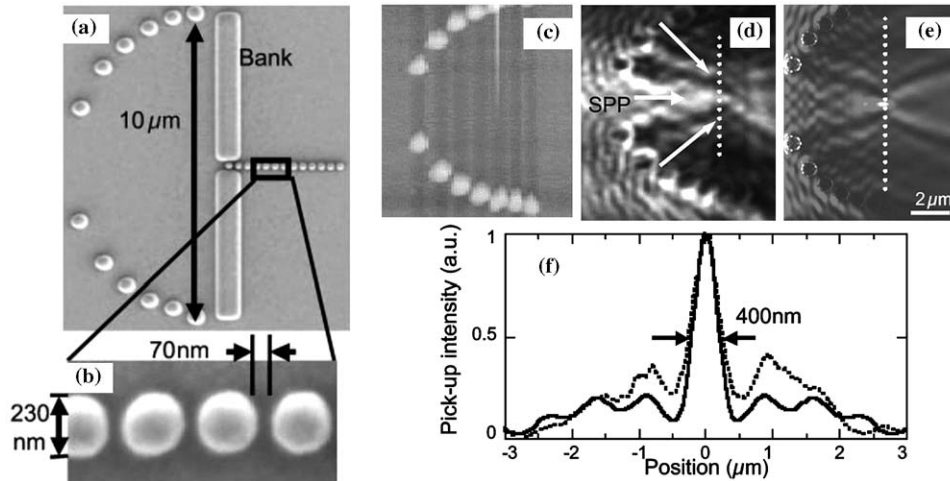 (a)
Bank
10 μm
70nm
(b)
230
nm
(c)
(d)
SPP
(e)
2 μm
(f)
400nm
Pick-up intensity (a.u.)
1
0.5
0
-3
-2
-1
0
1
2
3
Position (μm)